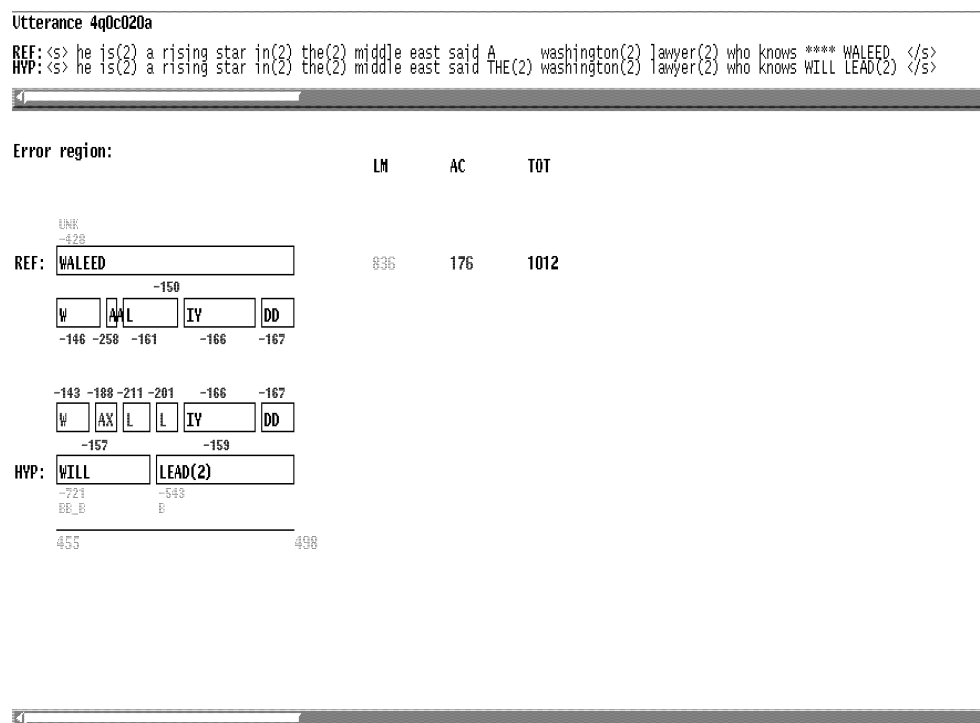 Utterance 4q0c020a
REF: <s> he is(2) a rising star in(2) the(2) middle east said A washington(2) lawyer(2) who knows **** WALEED </s>
HYP: <s> he is(2) a rising star in(2) the(2) middle east said THE(2) washington(2) lawyer(2) who knows WILL LEAD(2) </s>
Error region:
LM AC TOT
UNK
-428
REF: WALEED 836 176 1012
-150
W AA L IY DD
-146 -258 -161 -166 -167
-143 -188 -211 -201 -166 -167
W AX L L IY DD
-157 -159
HYP: WILL LEAD(2)
-721 -543
BB_B B
455 498